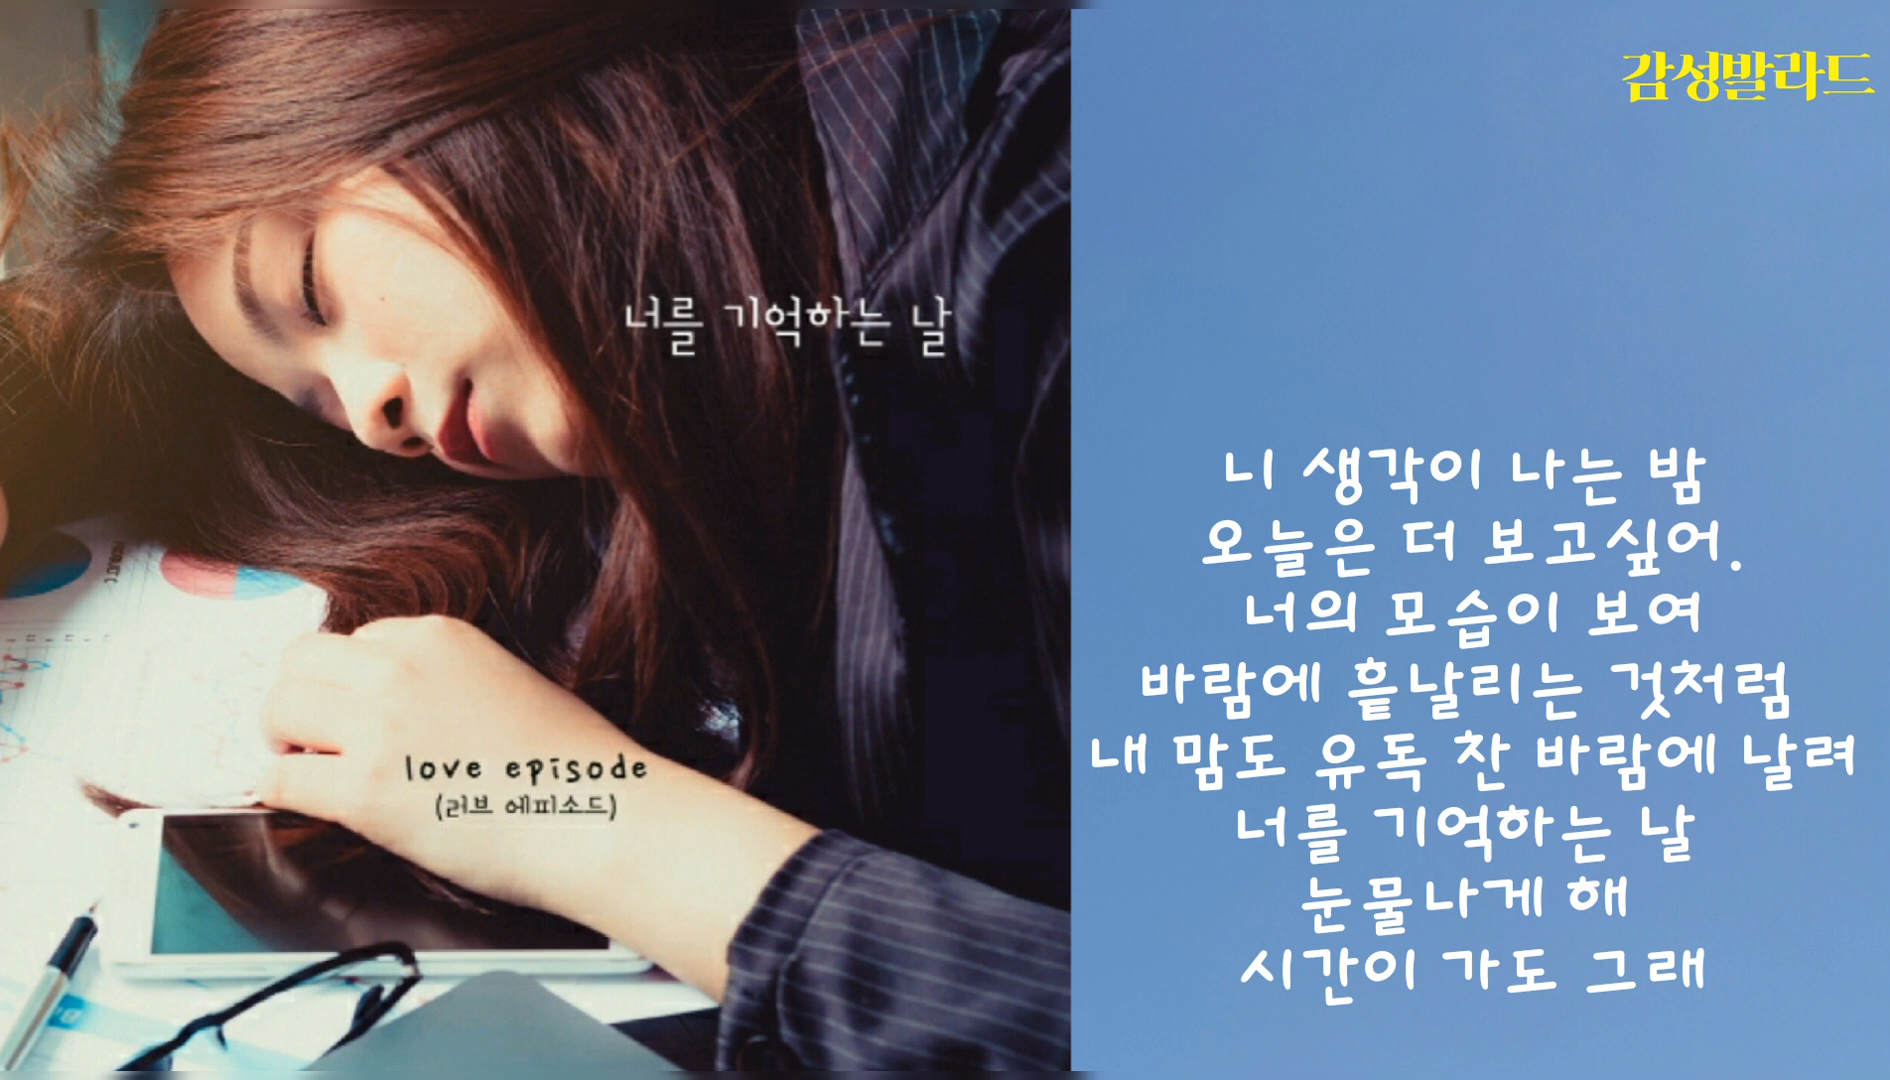 너를 기억하는 날
love episode
(러브 에피소드)
감성발라드
니 생각이 나는 밤
오늘은 더 보고싶어.
너의 모습이 보여
바람에 흩날리는 것처럼
내 맘도 유독 찬 바람에 날려
너를 기억하는 날
눈물나게 해
시간이 가도 그래